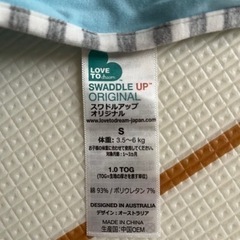 LOVE
TO dream
SWADDLE UP™
ORIGINAL
スワドルアップ
オリジナル
www.lovetodream-japan.com
S
体重: 3.5~6 kg
1.0 TOG
綿 93% / ポリウレタン 7%
DESIGNED IN AUSTRALIA
デザイン:オーストラリア
MADE IN CHINA
生産国:中国OEM